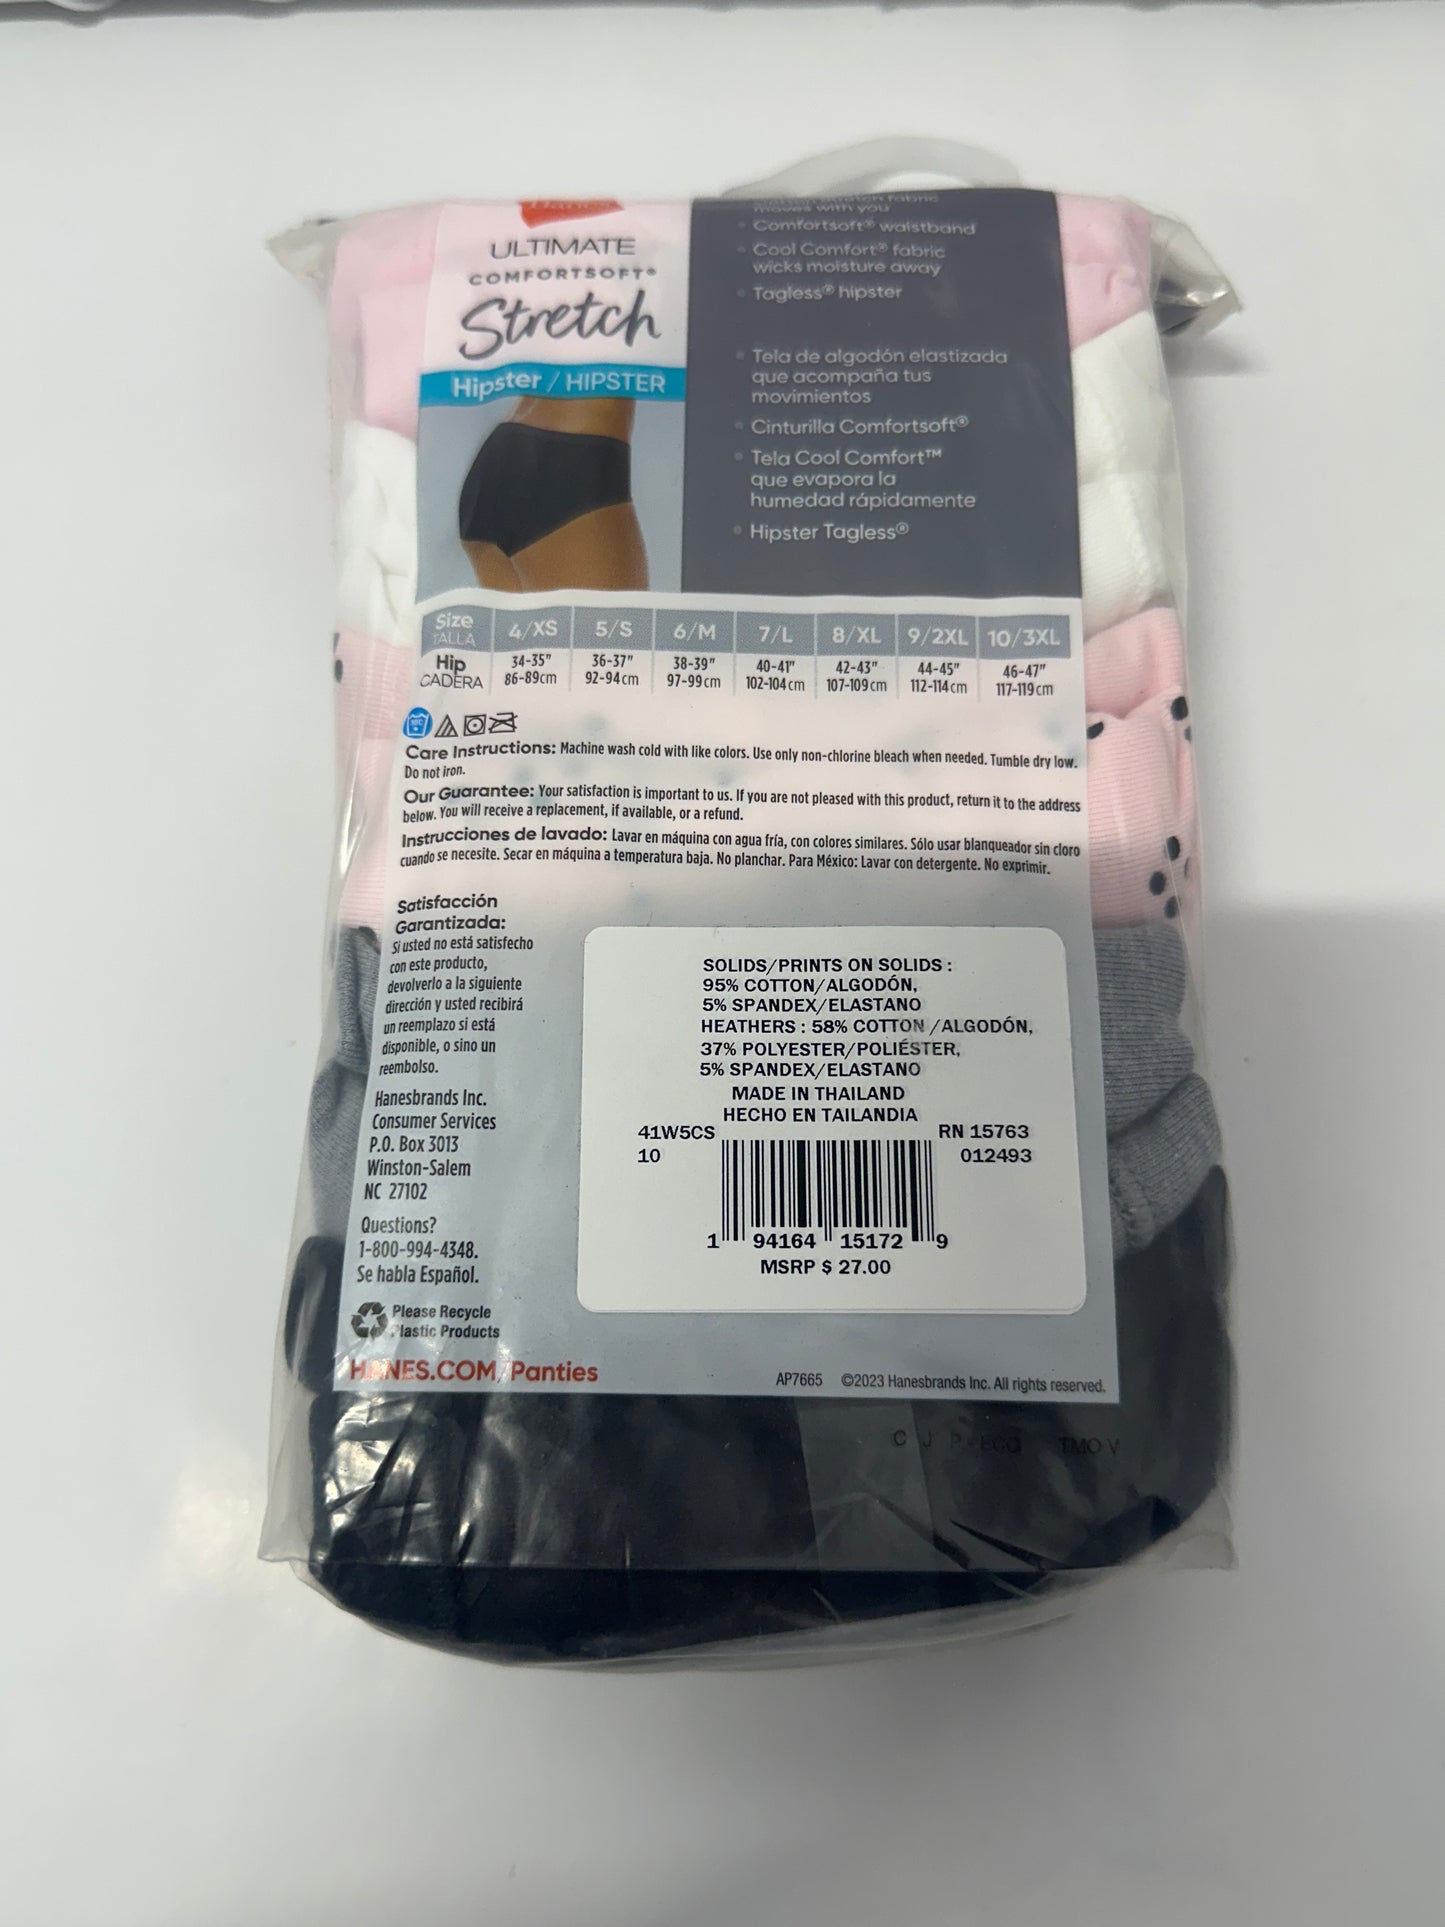 Hanes
ULTIMATE
COMFORTSOFT®
Stretch
Hipster / HIPSTER
stretch fabric
moves with you
• Comfortsoft® waistband
• Cool Comfort® fabric
wicks moisture away
• Tagless® hipster
• Tela de algodón elastizada
que acompaña tus
movimientos
• Cinturilla Comfortsoft®
• Tela Cool Comfort™
que evapora la
humedad rápidamente
• Hipster Tagless®
Size 4/XS 5/S 6/M 7/L 8/XL 9/2XL 10/3XL
TALLA
Hip 34-35" 36-37" 38-39" 40-41" 42-43" 44-45" 46-47"
CADERA 86-89cm 92-94cm 97-99cm 102-104cm 107-109cm 112-114cm 117-119cm
Care Instructions: Machine wash cold with like colors. Use only non-chlorine bleach when needed. Tumble dry low.
Do not iron.
Our Guarantee: Your satisfaction is important to us. If you are not pleased with this product, return it to the address
below. You will receive a replacement, if available, or a refund.
Instrucciones de lavado: Lavar en máquina con agua fría, con colores similares. Sólo usar blanqueador sin cloro
cuando se necesite. Secar en máquina a temperatura baja. No planchar. Para México: Lavar con detergente. No exprimir.
Satisfacción
Garantizada:
Si usted no está satisfecho
con este producto,
devolverlo a la siguiente
dirección y usted recibirá
un reemplazo si está
disponible, o sino un
reembolso.
Hanesbrands Inc.
Consumer Services
P.O. Box 3013
Winston-Salem
NC 27102
Questions?
1-800-994-4348.
Se habla Español.
Please Recycle
Plastic Products
HANES.COM/Panties
SOLIDS/PRINTS ON SOLIDS :
95% COTTON/ALGODÓN,
5% SPANDEX/ELASTANO
HEATHERS : 58% COTTON /ALGODÓN,
37% POLYESTER/POLIÉSTER,
5% SPANDEX/ELASTANO
MADE IN THAILAND
HECHO EN TAILANDIA
41W5CS RN 15763
10 012493
1 94164 15172 9
MSRP $ 27.00
AP7665 ©2023 Hanesbrands Inc. All rights reserved.
C J P-ECO TMO V